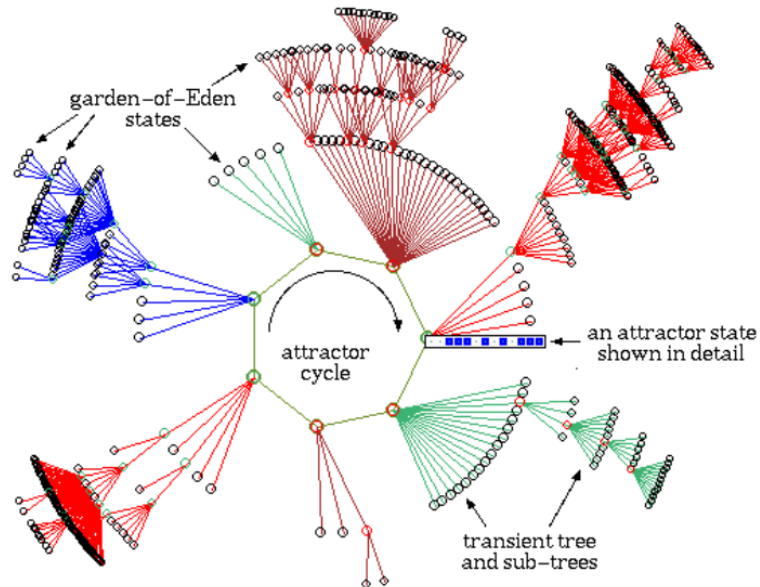 garden-of-Eden
states
attractor
cycle
an attractor state
shown in detail
transient tree
and sub-trees